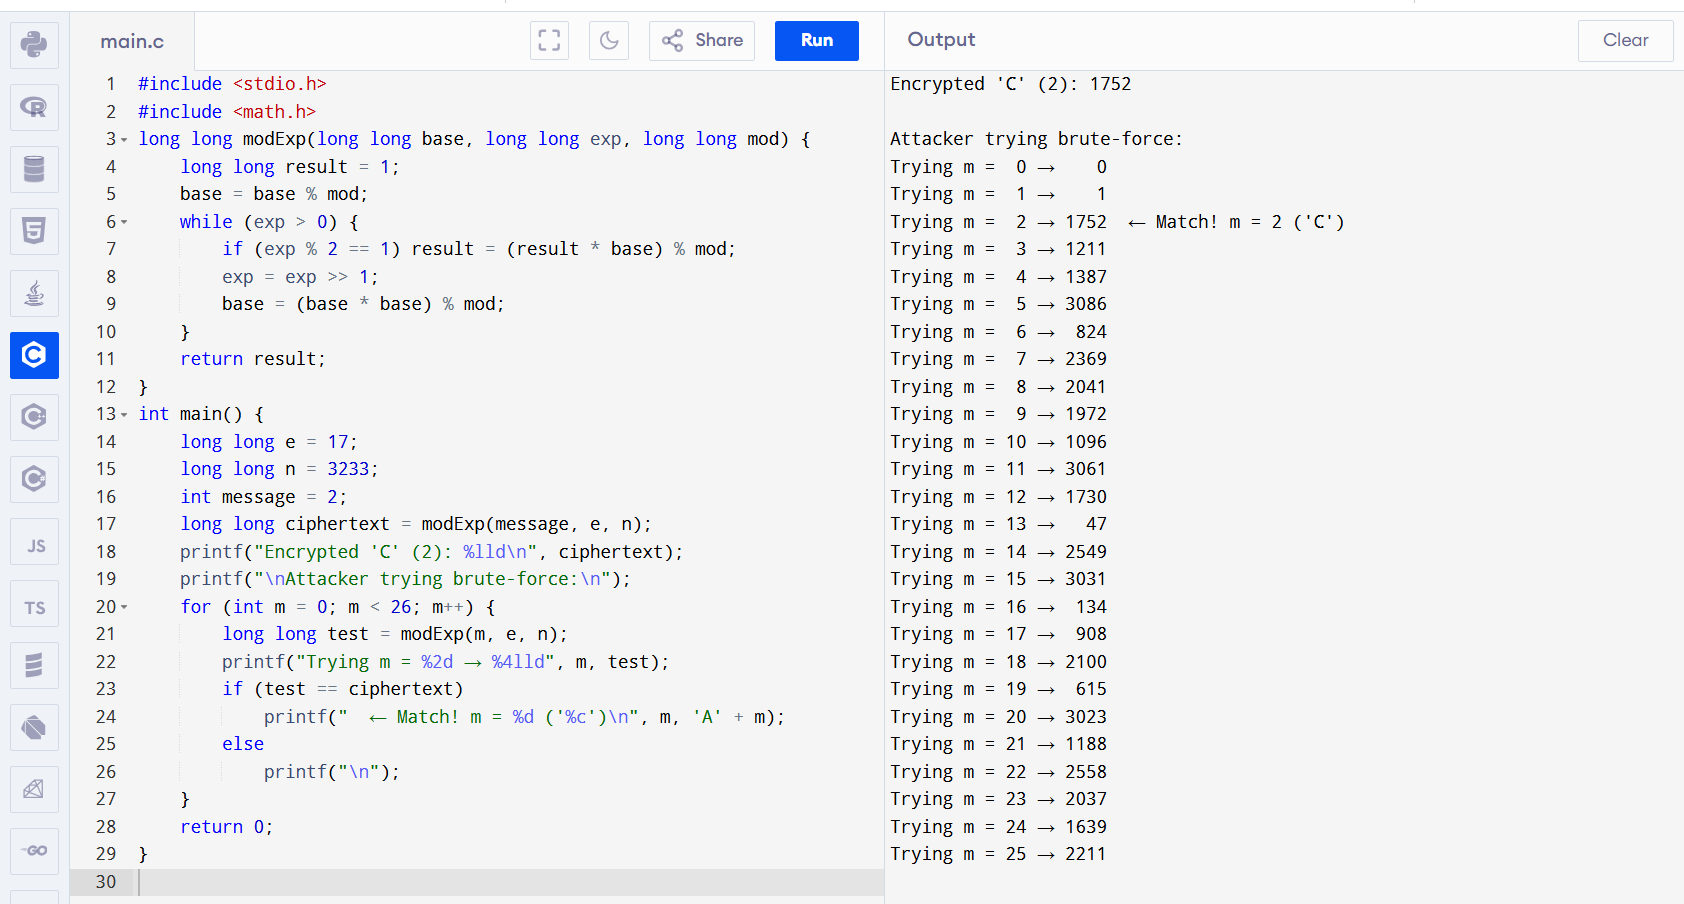 main.c
Share
Run
Output
Clear
1 #include <stdio.h>
2 #include <math.h>
3 long long modExp(long long base, long long exp, long long mod) {
4     long long result = 1;
5     base = base % mod;
6     while (exp > 0) {
7         if (exp % 2 == 1) result = (result * base) % mod;
8         exp = exp >> 1;
9         base = (base * base) % mod;
10     }
11     return result;
12 }
13 int main() {
14     long long e = 17;
15     long long n = 3233;
16     int message = 2;
17     long long ciphertext = modExp(message, e, n);
18     printf("Encrypted 'C' (2): %lld\n", ciphertext);
19     printf("\nAttacker trying brute-force:\n");
20     for (int m = 0; m < 26; m++) {
21         long long test = modExp(m, e, n);
22         printf("Trying m = %2d → %4lld", m, test);
23         if (test == ciphertext)
24             printf("  ← Match! m = %d ('%c')\n", m, 'A' + m);
25         else
26             printf("\n");
27     }
28     return 0;
29 }
30
Encrypted 'C' (2): 1752
Attacker trying brute-force:
Trying m =  0 →    0
Trying m =  1 →    1
Trying m =  2 → 1752  ← Match! m = 2 ('C')
Trying m =  3 → 1211
Trying m =  4 → 1387
Trying m =  5 → 3086
Trying m =  6 →  824
Trying m =  7 → 2369
Trying m =  8 → 2041
Trying m =  9 → 1972
Trying m = 10 → 1096
Trying m = 11 → 3061
Trying m = 12 → 1730
Trying m = 13 →   47
Trying m = 14 → 2549
Trying m = 15 → 3031
Trying m = 16 →  134
Trying m = 17 →  908
Trying m = 18 → 2100
Trying m = 19 →  615
Trying m = 20 → 3023
Trying m = 21 → 1188
Trying m = 22 → 2558
Trying m = 23 → 2037
Trying m = 24 → 1639
Trying m = 25 → 2211
R
5
C
C
C
JS
TS
GO